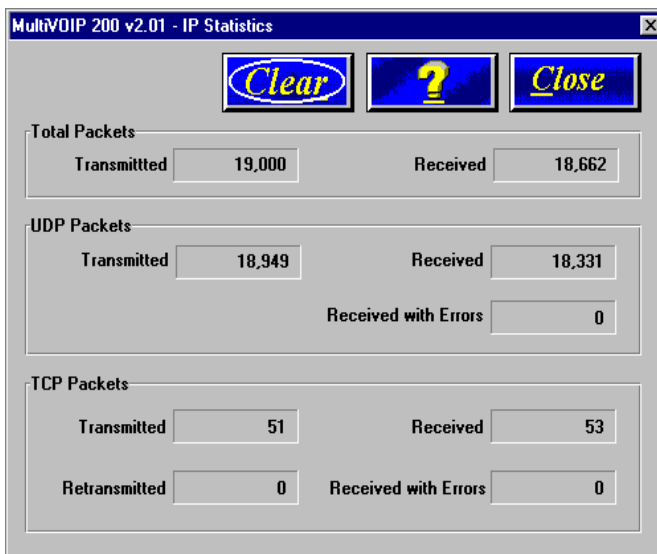 MultiVOIP 200 v2.01 - IP Statistics
Clear ? Close
Total Packets
Transmittted 19,000 Received 18,662
UDP Packets
Transmitted 18,949 Received 18,331
Received with Errors 0
TCP Packets
Transmitted 51 Received 53
Retransmitted 0 Received with Errors 0